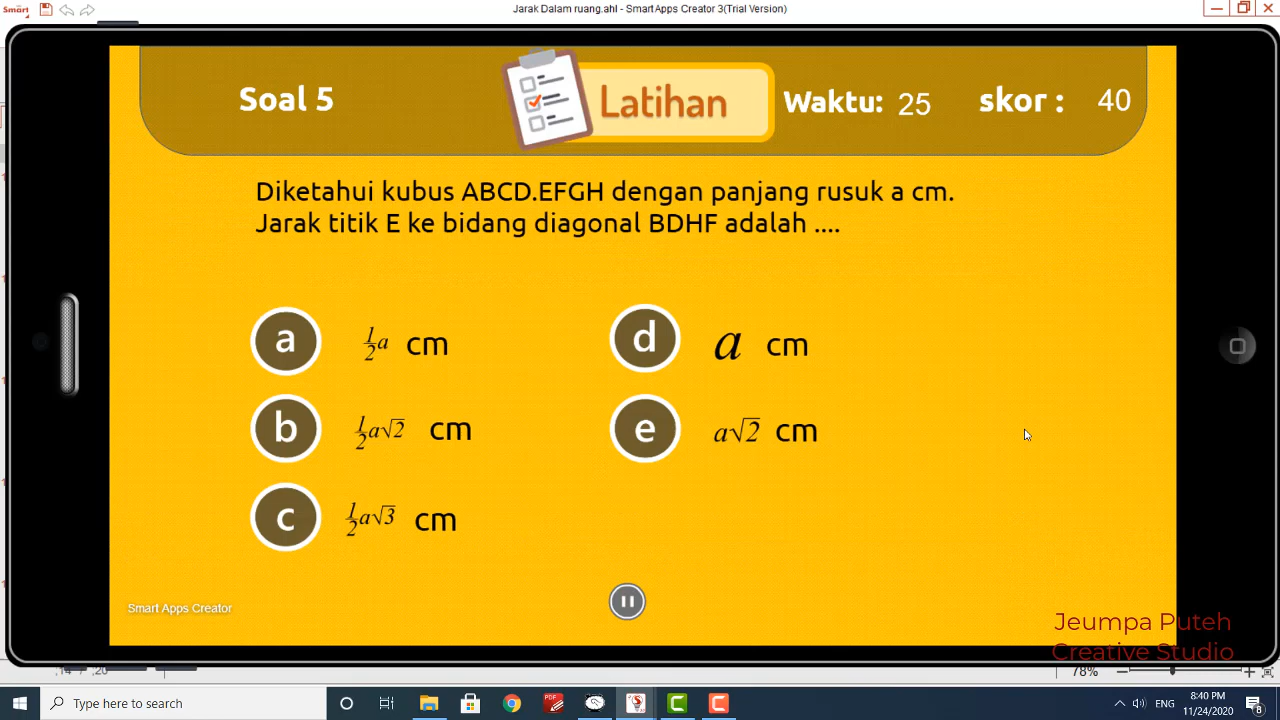 Smart
Jarak Dalam ruang.ahl - SmartApps Creator 3(Trial Version)
Soal 5
Latihan
Waktu: 25
skor : 40
Diketahui kubus ABCD.EFGH dengan panjang rusuk a cm.
Jarak titik E ke bidang diagonal BDHF adalah ....
a ½a cm
b ½a√2 cm
c ½a√3 cm
d a cm
e a√2 cm
Smart Apps Creator
Jeumpa Puteh
Creative Studio
78%
Type here to search
PDF
ENG
8:40 PM
11/24/2020
8